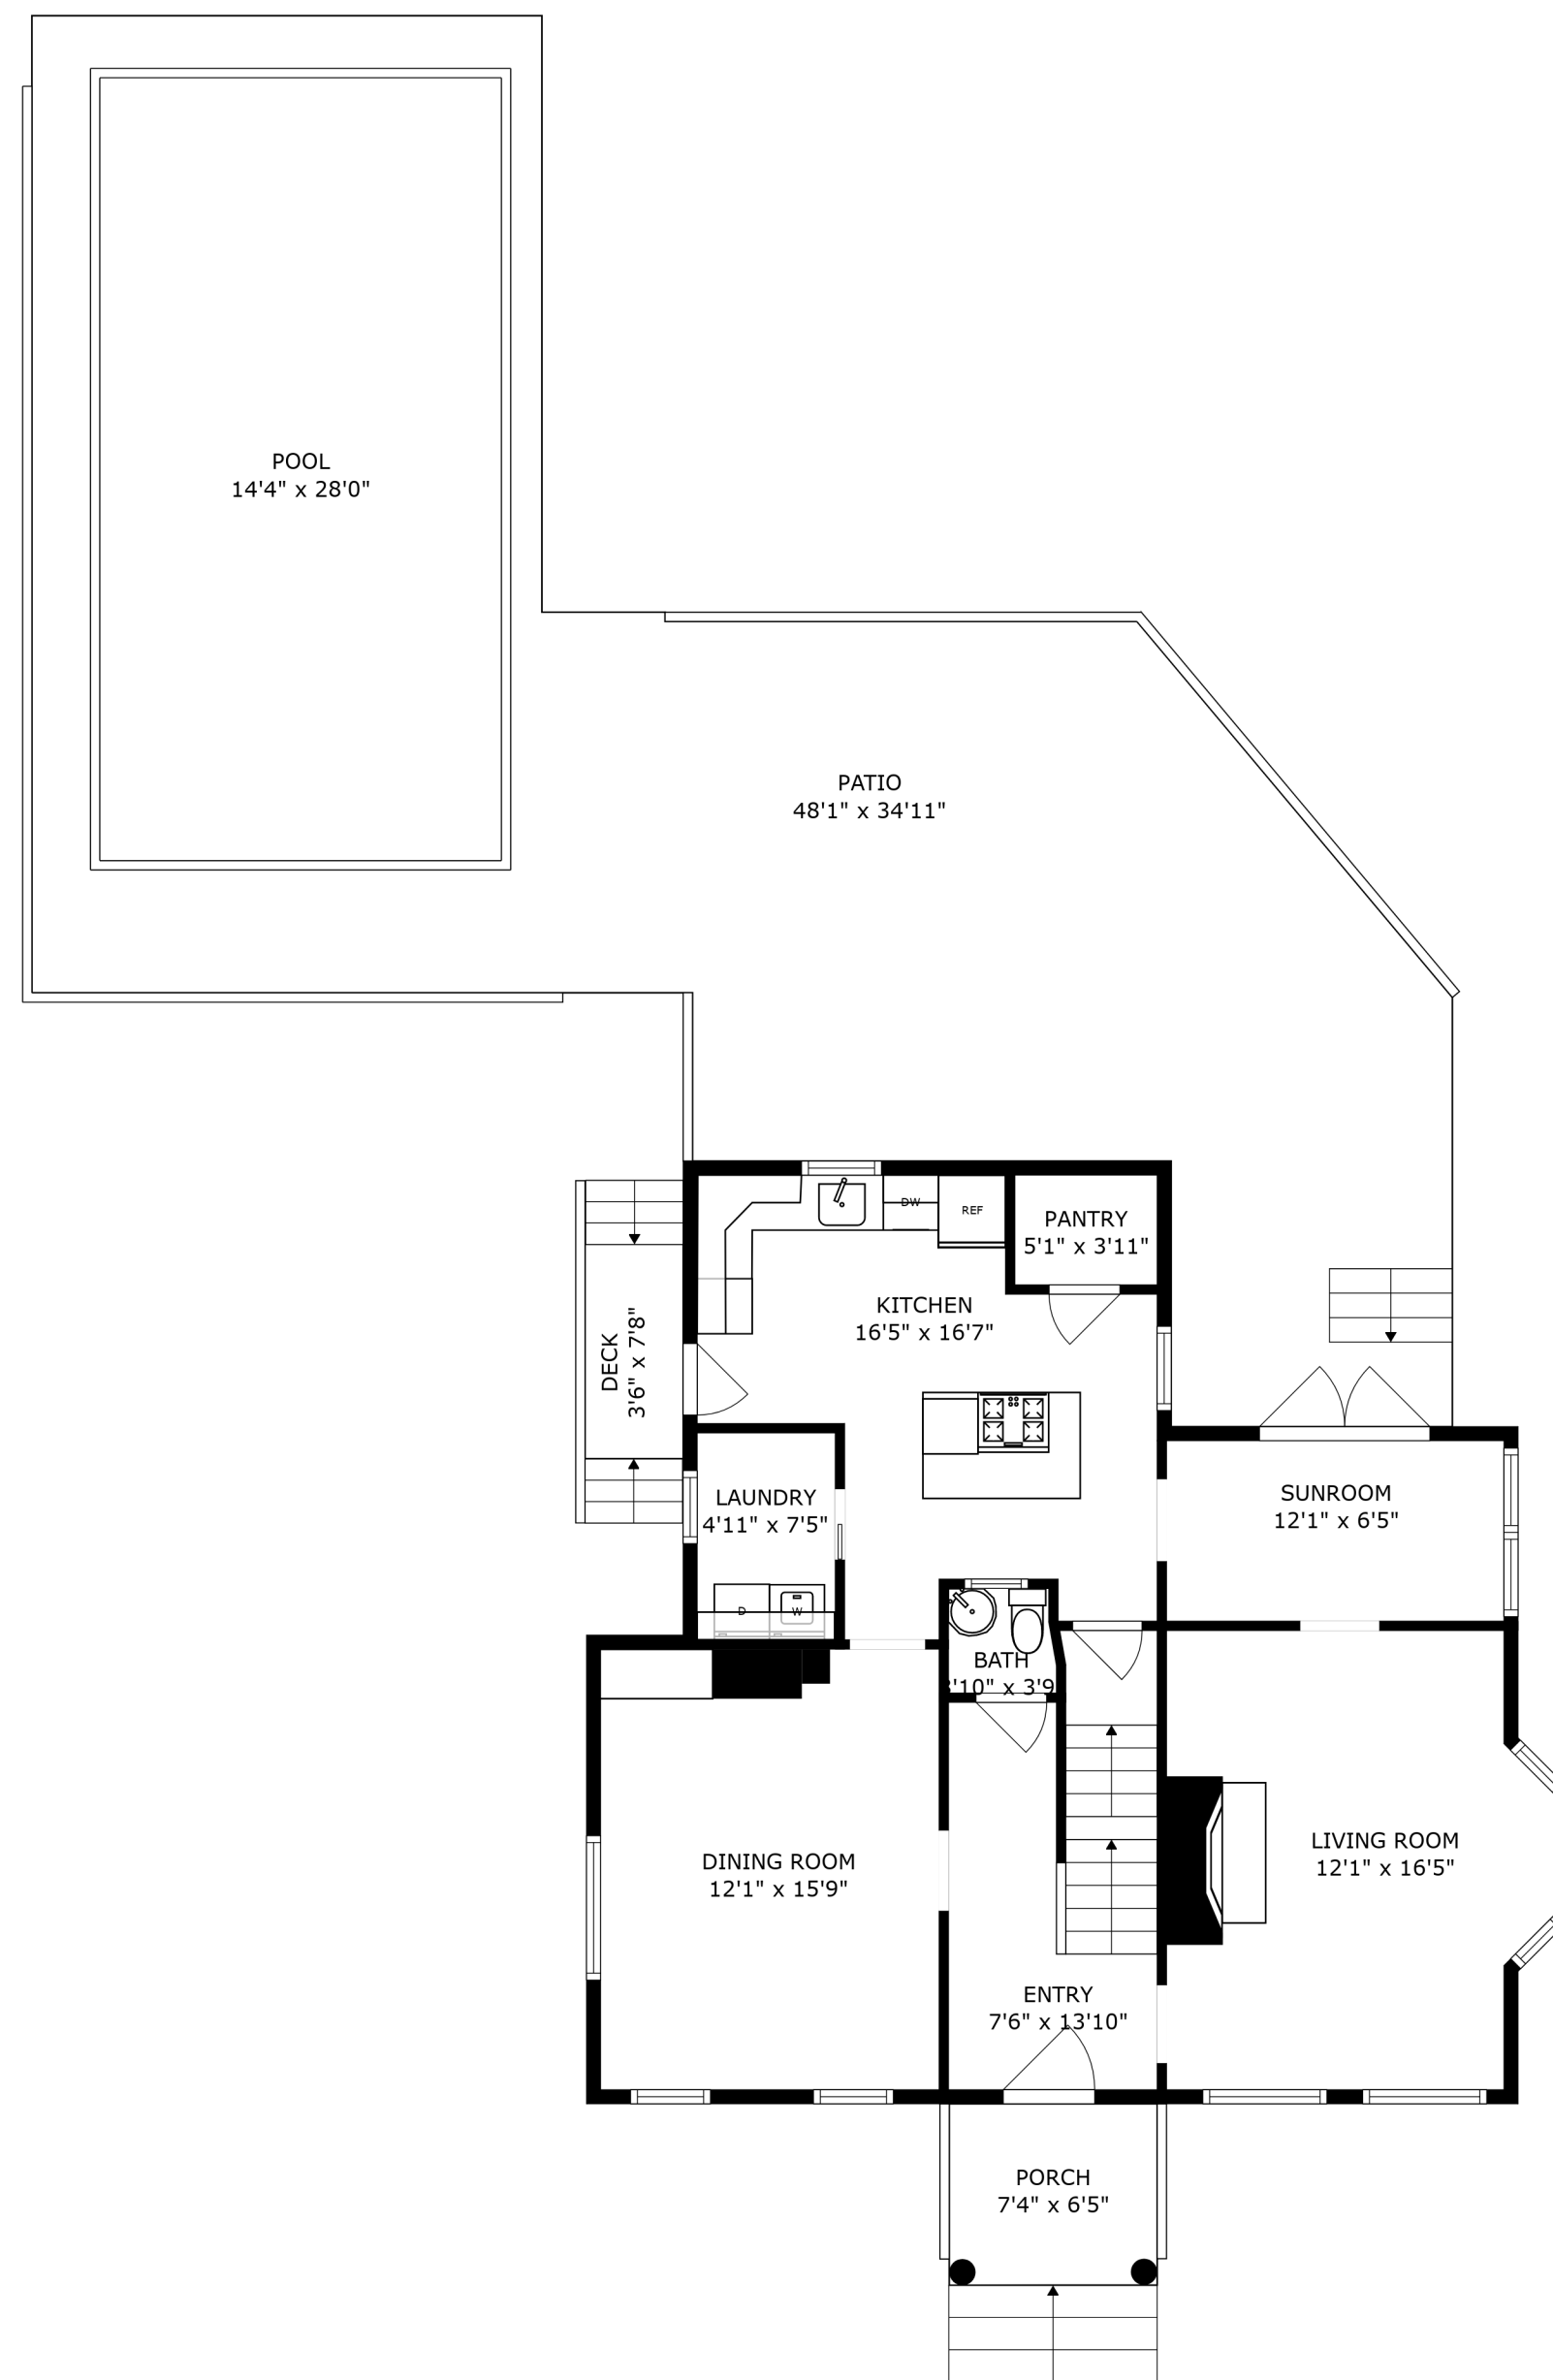 POOL
14'4" x 28'0"
PATIO
48'1" x 34'11"
DW
REF
PANTRY
5'1" x 3'11"
KITCHEN
16'5" x 16'7"
DECK
3'6" x 7'8"
LAUNDRY
4'11" x 7'5"
SUNROOM
12'1" x 6'5"
D
W
BATH
'10" x 3'9
LIVING ROOM
12'1" x 16'5"
DINING ROOM
12'1" x 15'9"
ENTRY
7'6" x 13'10"
PORCH
7'4" x 6'5"